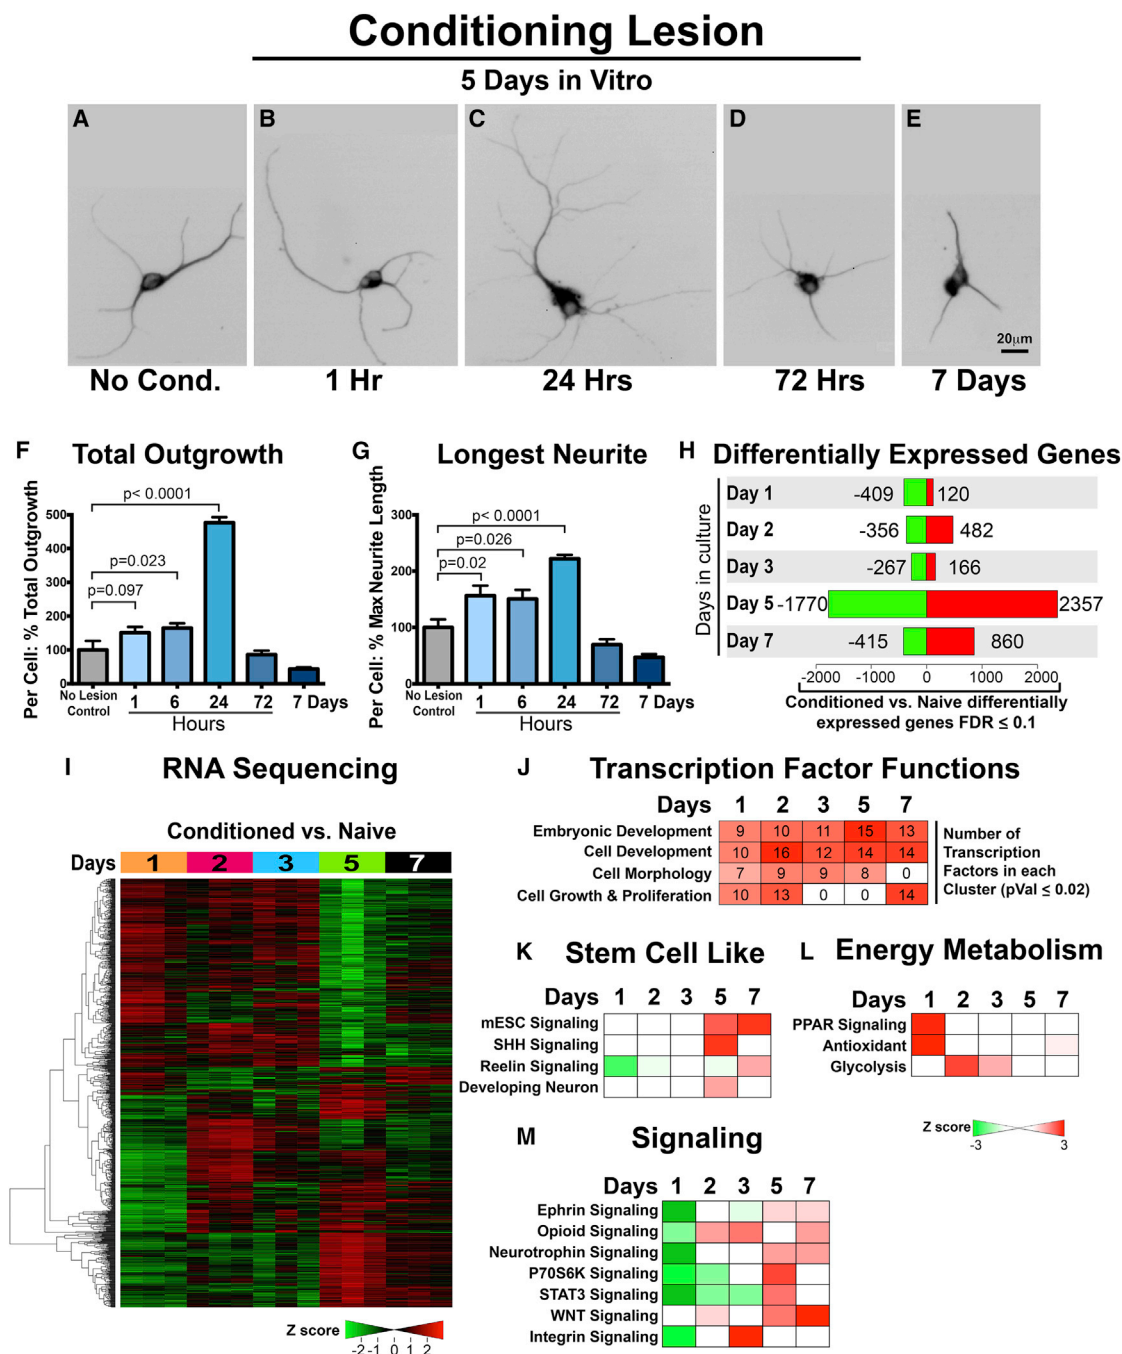 Conditioning Lesion
5 Days in Vitro
A B C D E
20μm
No Cond. 1 Hr 24 Hrs 72 Hrs 7 Days
F Total Outgrowth
Per Cell: % Total Outgrowth
500
400
300
200
100
0
p< 0.0001
p=0.023
p=0.097
No Lesion Control 1 6 24 72 7 Days
Hours
G Longest Neurite
Per Cell: % Max Neurite Length
300
200
100
0
p< 0.0001
p=0.026
p=0.02
No Lesion Control 1 6 24 72 7 Days
Hours
H Differentially Expressed Genes
Days in culture
Day 1 -409 120
Day 2 -356 482
Day 3 -267 166
Day 5 -1770 2357
Day 7 -415 860
-2000 -1000 0 1000 2000
Conditioned vs. Naive differentially
expressed genes FDR ≤ 0.1
I RNA Sequencing
Conditioned vs. Naive
Days 1 2 3 5 7
Z score
-2 -1 0 1 2
J Transcription Factor Functions
Days 1 2 3 5 7
Embryonic Development 9 10 11 15 13
Cell Development 10 16 12 14 14
Cell Morphology 7 9 9 8 0
Cell Growth & Proliferation 10 13 0 0 14
Number of
Transcription
Factors in each
Cluster (pVal ≤ 0.02)
K Stem Cell Like
Days 1 2 3 5 7
mESC Signaling
SHH Signaling
Reelin Signaling
Developing Neuron
L Energy Metabolism
Days 1 2 3 5 7
PPAR Signaling
Antioxidant
Glycolysis
Z score
-3 3
M Signaling
Days 1 2 3 5 7
Ephrin Signaling
Opioid Signaling
Neurotrophin Signaling
P70S6K Signaling
STAT3 Signaling
WNT Signaling
Integrin Signaling